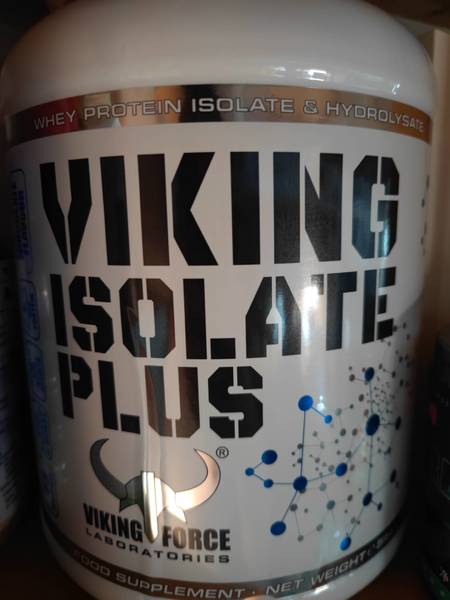 WHEY PROTEIN ISOLATE & HYDROLYSATE
VIKING
ISOLATE
PLUS
®
VIKING FORCE
LABORATORIES
FOOD SUPPLEMENT · NET WEIGHT